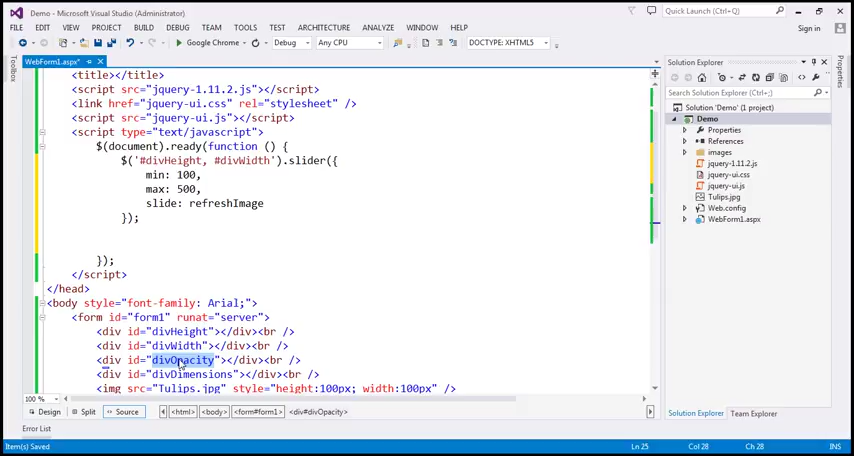 Demo - Microsoft Visual Studio (Administrator)
Quick Launch (Ctrl+;)
FILE EDIT VIEW PROJECT BUILD DEBUG TEAM TOOLS TEST ARCHITECTURE ANALYZE WINDOW HELP
Sign in
Google Chrome Debug Any CPU DOCTYPE: XHTML5
Toolbox
WebForm1.aspx*
<title></title>
<script src="jquery-1.11.2.js"></script>
<link href="jquery-ui.css" rel="stylesheet" />
<script src="jquery-ui.js"></script>
<script type="text/javascript">
$(document).ready(function () {
$('#divHeight, #divWidth').slider({
min: 100,
max: 500,
slide: refreshImage
});
});
</script>
</head>
<body style="font-family: Arial;">
<form id="form1" runat="server">
<div id="divHeight"></div><br />
<div id="divWidth"></div><br />
<div id="divOpacity"></div><br />
<div id="divDimensions"></div><br />
<img src="Tulips.jpg" style="height:100px; width:100px" />
100 %
Design Split Source <html> <body> <form#form1> <div#divOpacity>
Error List
Item(s) Saved Ln 25 Col 28 Ch 28 INS
Solution Explorer
Search Solution Explorer (Ctrl+;)
Solution 'Demo' (1 project)
Demo
Properties
References
images
jquery-1.11.2.js
jquery-ui.css
jquery-ui.js
Tulips.jpg
Web.config
WebForm1.aspx
Solution Explorer Team Explorer
Properties